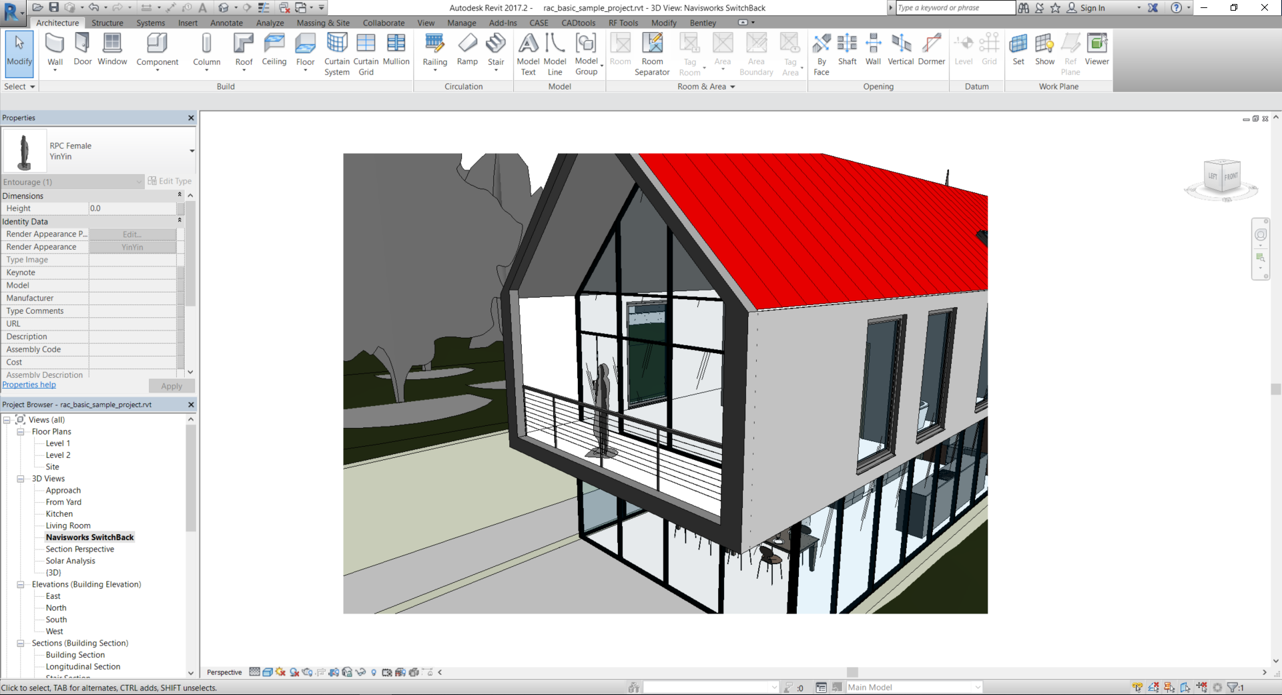 Autodesk Revit 2017.2 - rac_basic_sample_project.rvt - 3D View: Navisworks SwitchBack
Type a keyword or phrase
Sign In
Architecture Structure Systems Insert Annotate Analyze Massing & Site Collaborate View Manage Add-Ins CASE CADtools RF Tools Modify Bentley
Modify Wall Door Window Component Column Roof Ceiling Floor Curtain System Curtain Grid Mullion Railing Ramp Stair Model Text Model Line Model Group Room Room Separator Tag Room Area Area Boundary Tag Area By Face Shaft Wall Vertical Dormer Level Grid Set Show Ref Plane Viewer
Select Build Circulation Model Room & Area Opening Datum Work Plane
Properties
RPC Female
YinYin
Entourage (1) Edit Type
Dimensions
Height 0.0
Identity Data
Render Appearance P... Edit...
Render Appearance YinYin
Type Image
Keynote
Model
Manufacturer
Type Comments
URL
Description
Assembly Code
Cost
Assembly Description
Properties help Apply
Project Browser - rac_basic_sample_project.rvt
Views (all)
Floor Plans
Level 1
Level 2
Site
3D Views
Approach
From Yard
Kitchen
Living Room
Navisworks SwitchBack
Section Perspective
Solar Analysis
{3D}
Elevations (Building Elevation)
East
North
South
West
Sections (Building Section)
Building Section
Longitudinal Section
Stair Section
LEFT FRONT
Perspective
Click to select, TAB for alternates, CTRL adds, SHIFT unselects.
:0 Main Model :1